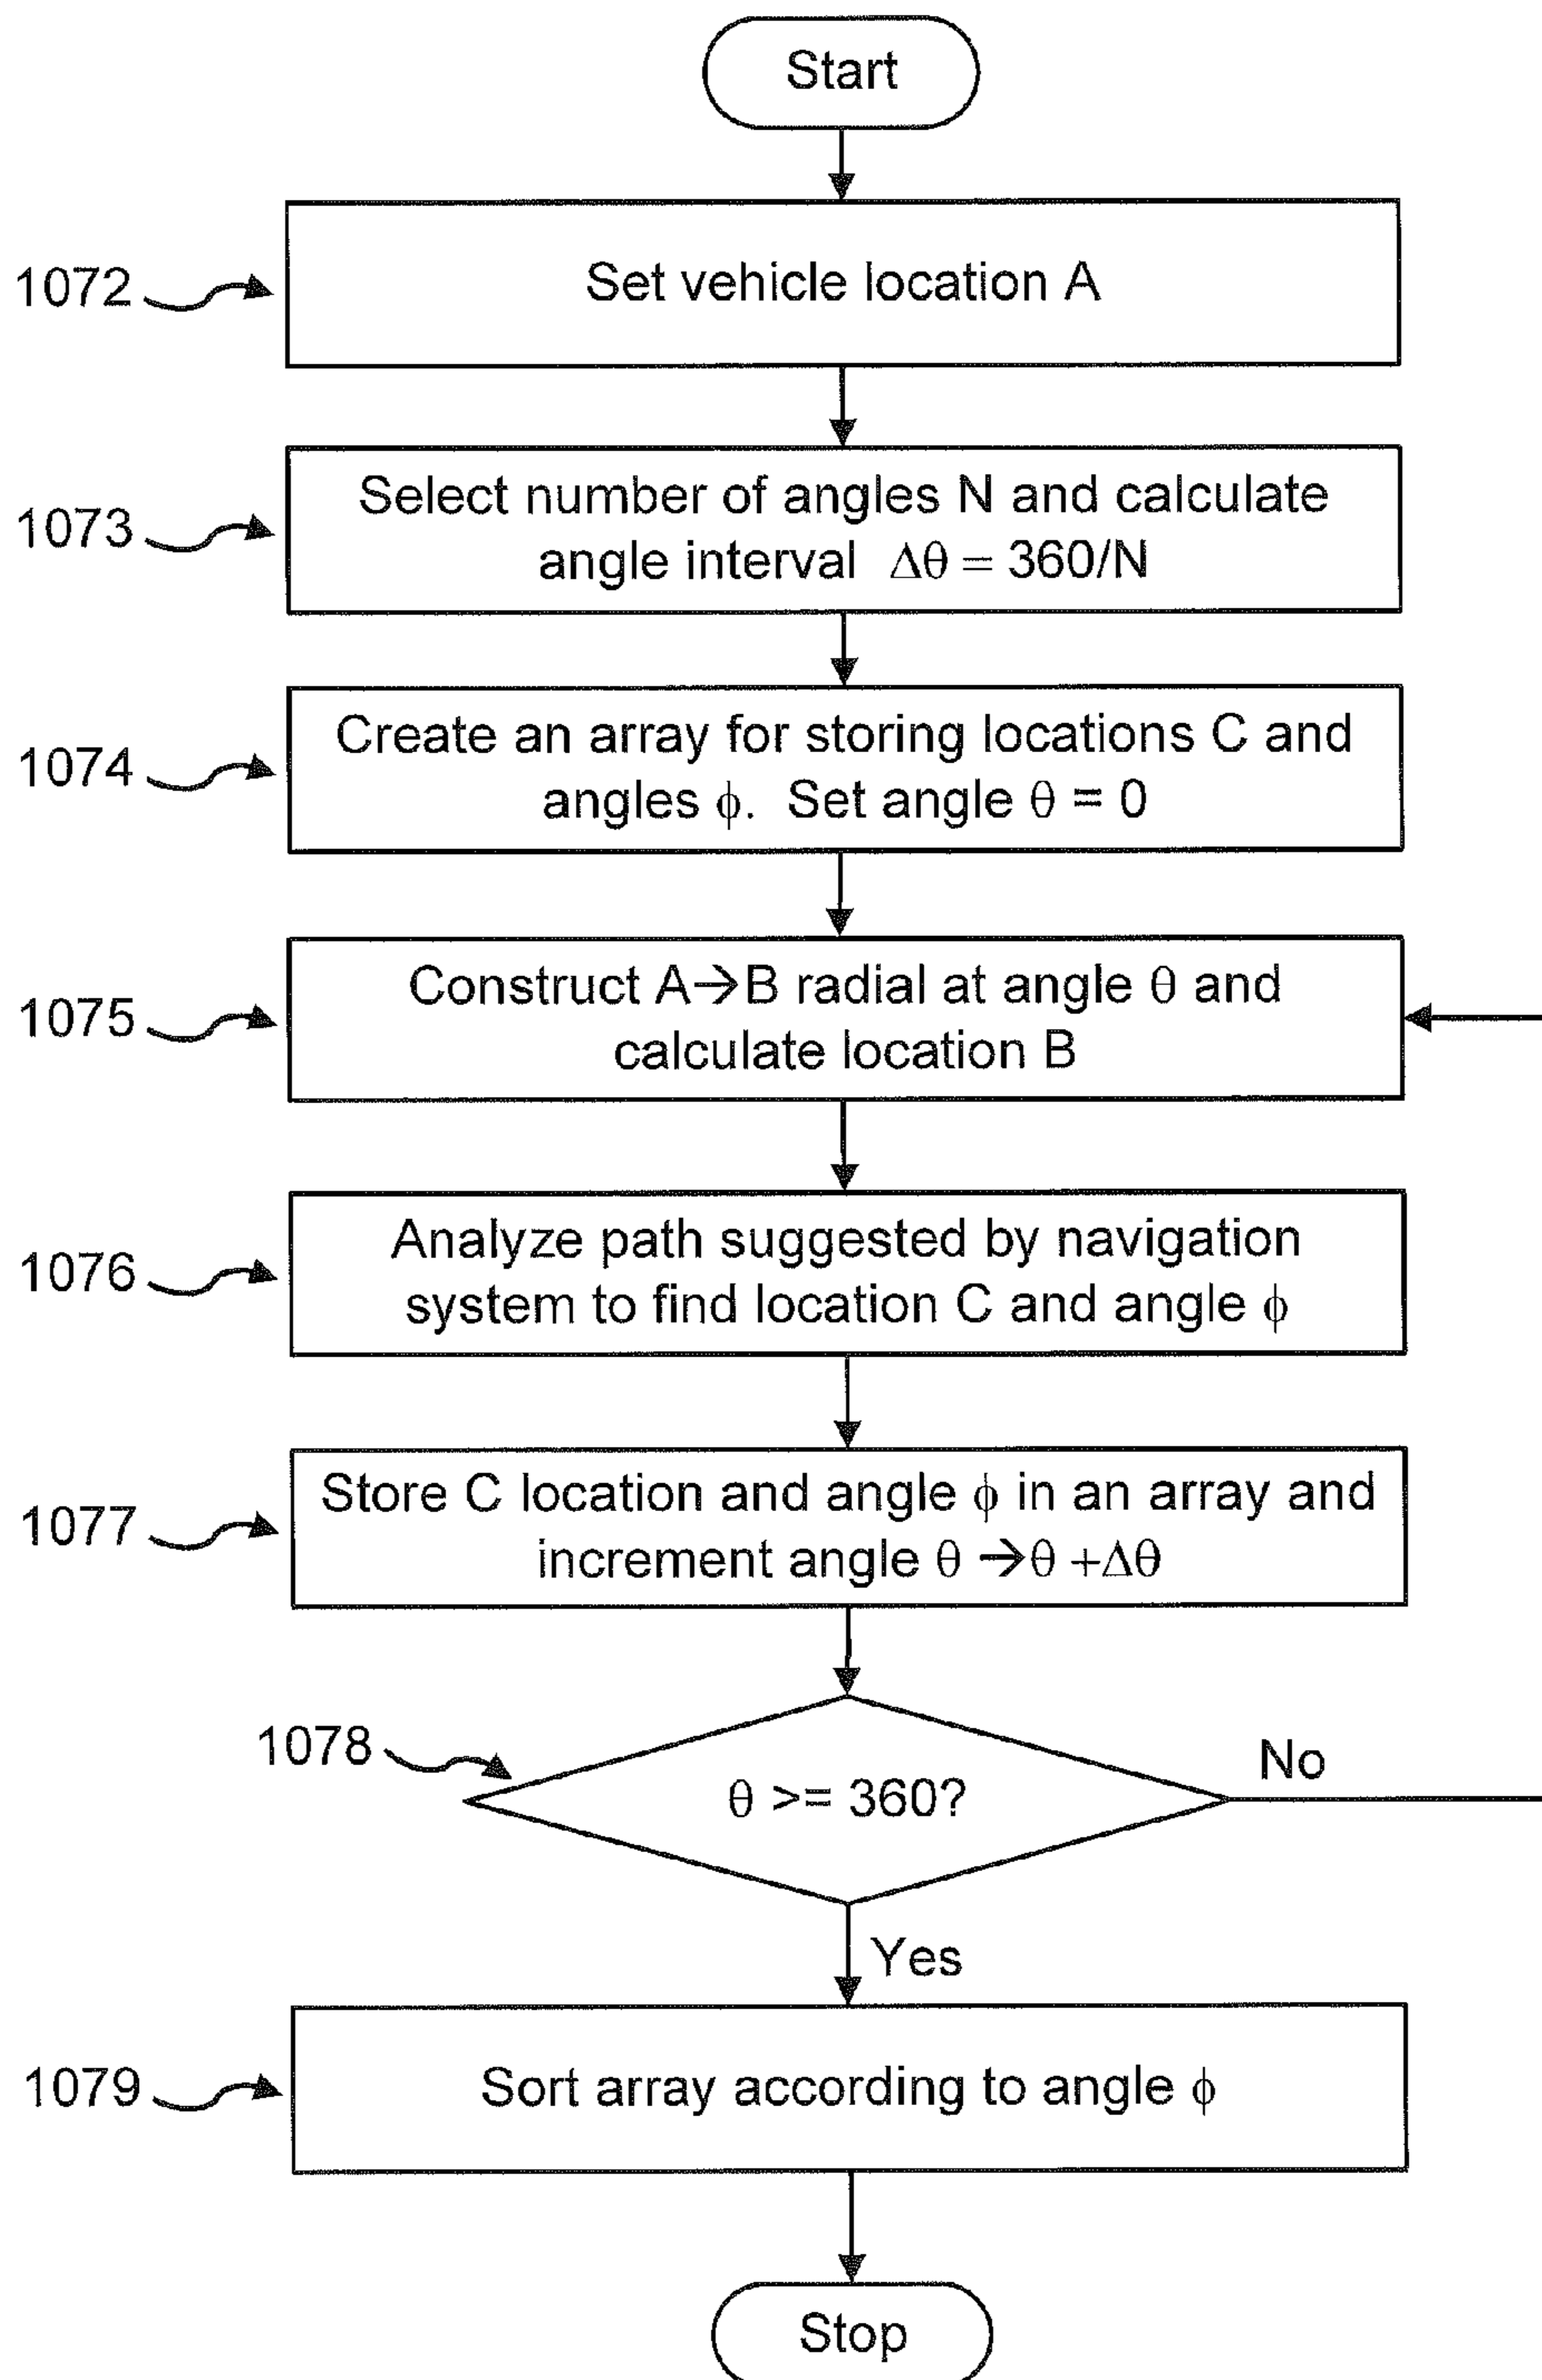 Start
1072
Set vehicle location A
1073
Select number of angles N and calculate
angle interval Δθ = 360/N
1074
Create an array for storing locations C and
angles ϕ. Set angle θ = 0
1075
Construct A→B radial at angle θ and
calculate location B
1076
Analyze path suggested by navigation
system to find location C and angle ϕ
1077
Store C location and angle ϕ in an array and
increment angle θ →θ +Δθ
1078
θ >= 360?
No
Yes
1079
Sort array according to angle ϕ
Stop